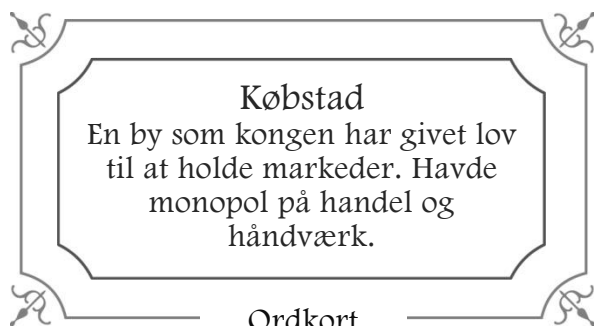 Købstad
En by som kongen har givet lov
til at holde markeder. Havde
monopol på handel og
håndværk.
Ordkort